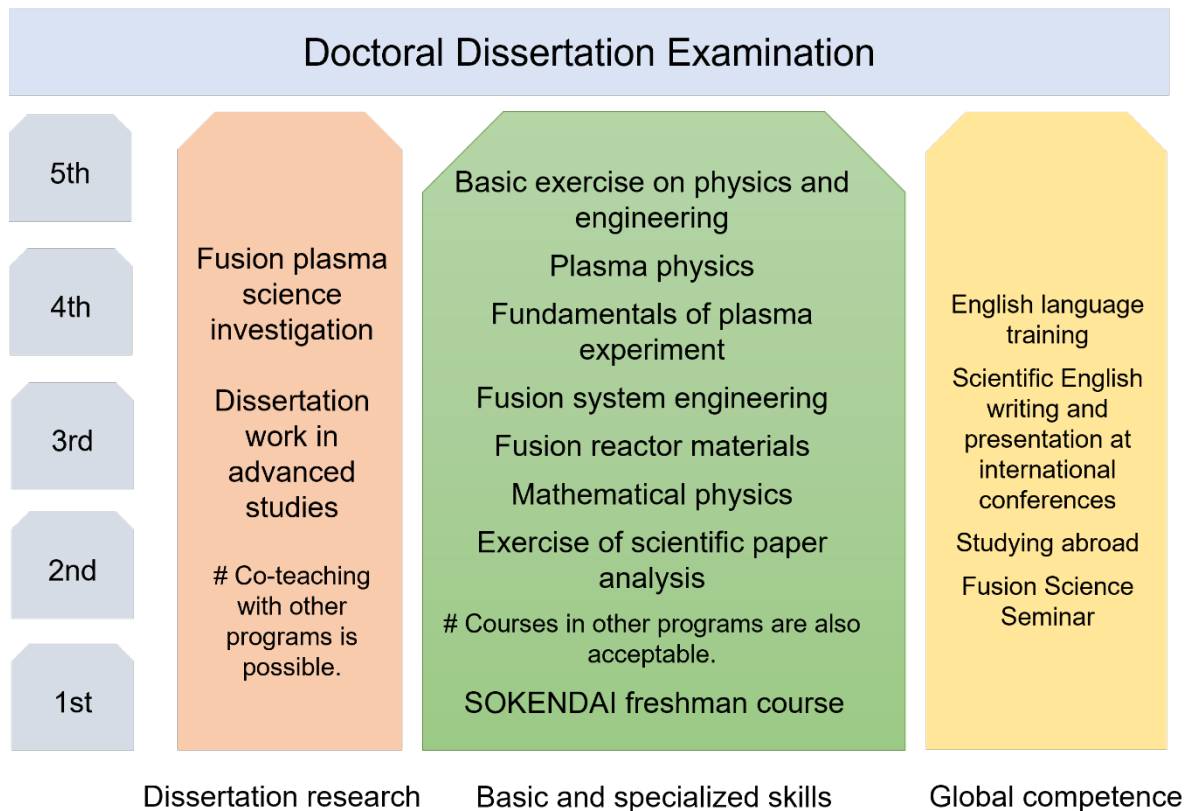 Doctoral Dissertation Examination
5th
4th
3rd
2nd
1st
Fusion plasma
science
investigation
Dissertation
work in
advanced
studies
# Co-teaching
with other
programs is
possible.
Basic exercise on physics and
engineering
Plasma physics
Fundamentals of plasma
experiment
Fusion system engineering
Fusion reactor materials
Mathematical physics
Exercise of scientific paper
analysis
# Courses in other programs are also
acceptable.
SOKENDAI freshman course
English language
training
Scientific English
writing and
presentation at
international
conferences
Studying abroad
Fusion Science
Seminar
Dissertation research
Basic and specialized skills
Global competence